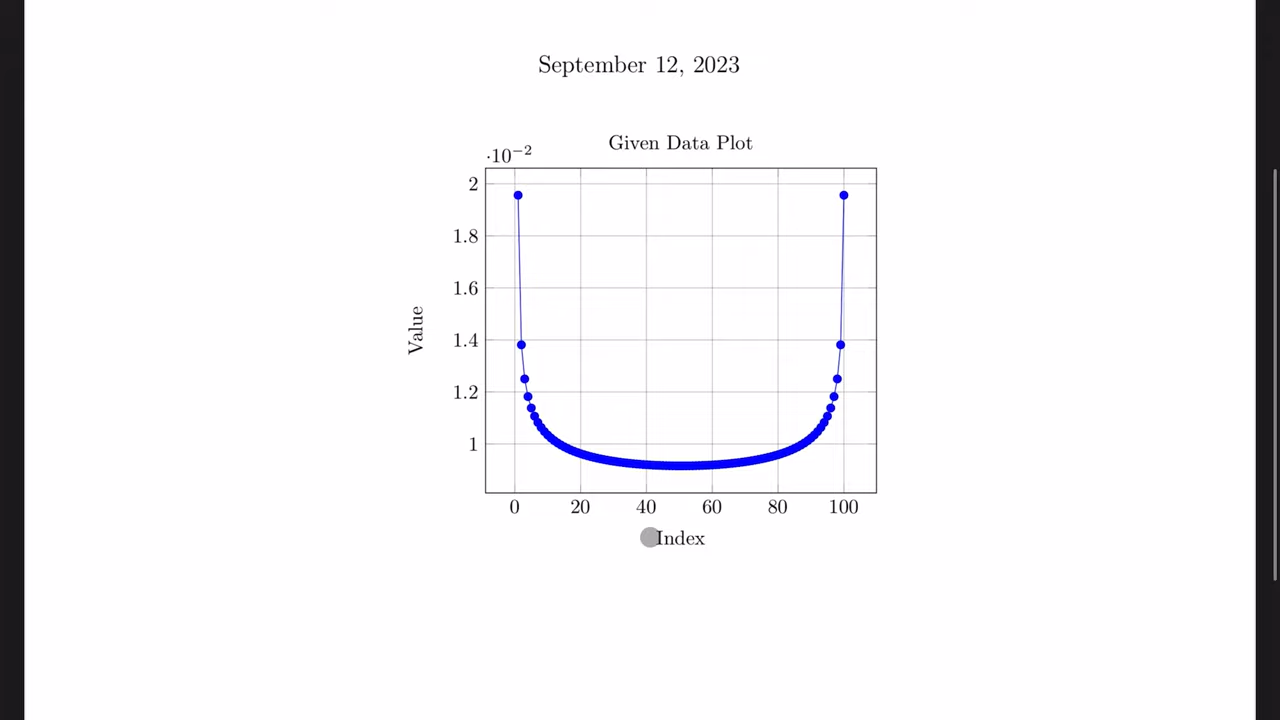 September 12, 2023
Given Data Plot
·10−2
2
1.8
1.6
1.4
1.2
1
Value
0 20 40 60 80 100
Index